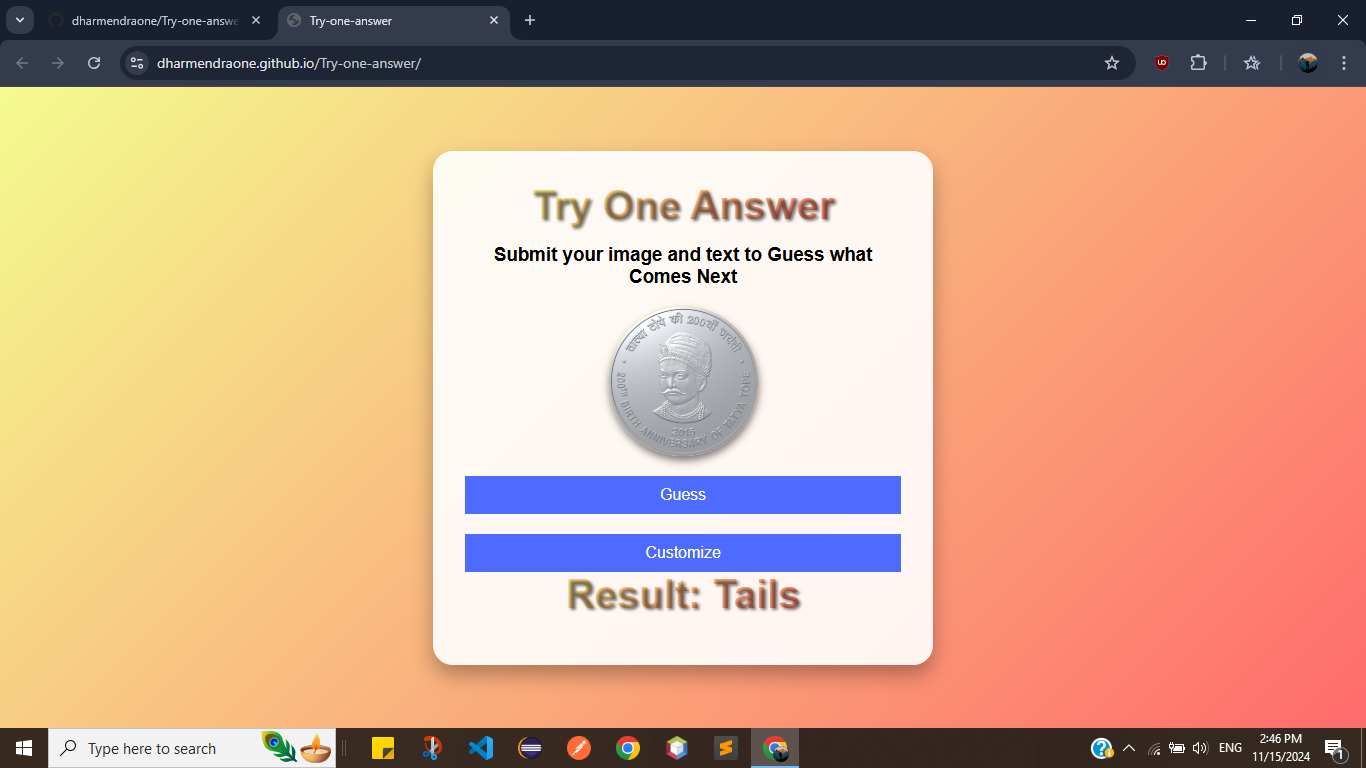 dharmendraone/Try-one-answe
Try-one-answer
dharmendraone.github.io/Try-one-answer/
UD
Try One Answer
Submit your image and text to Guess what
Comes Next
तात्या टोपे की 200वीं जयंती
200TH BIRTH ANNIVERSARY OF TATYA TOPE
2015
Guess
Customize
Result: Tails
Type here to search
ENG
2:46 PM
11/15/2024
1